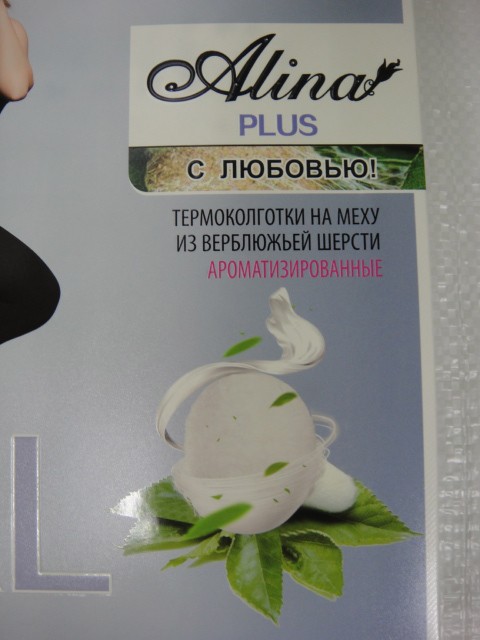 Alina
PLUS
С ЛЮБОВЬЮ!
ТЕРМОКОЛГОТКИ НА МЕХУ
ИЗ ВЕРБЛЮЖЬЕЙ ШЕРСТИ
АРОМАТИЗИРОВАННЫЕ
L